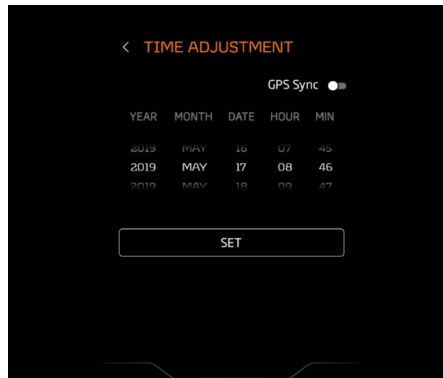 < TIME ADJUSTMENT
GPS Sync
YEAR MONTH DATE HOUR MIN
2019 MAY 16 07 45
2019 MAY 17 08 46
2019 MAY 18 09 47
SET